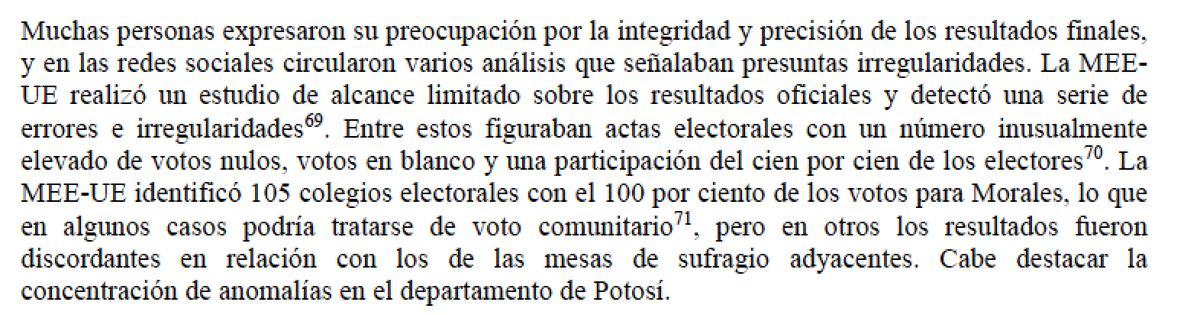 Muchas personas expresaron su preocupación por la integridad y precisión de los resultados finales,
y en las redes sociales circularon varios análisis que señalaban presuntas irregularidades. La MEE-
UE realizó un estudio de alcance limitado sobre los resultados oficiales y detectó una serie de
errores e irregularidades69. Entre estos figuraban actas electorales con un número inusualmente
elevado de votos nulos, votos en blanco y una participación del cien por cien de los electores70. La
MEE-UE identificó 105 colegios electorales con el 100 por ciento de los votos para Morales, lo que
en algunos casos podría tratarse de voto comunitario71, pero en otros los resultados fueron
discordantes en relación con los de las mesas de sufragio adyacentes. Cabe destacar la
concentración de anomalías en el departamento de Potosí.